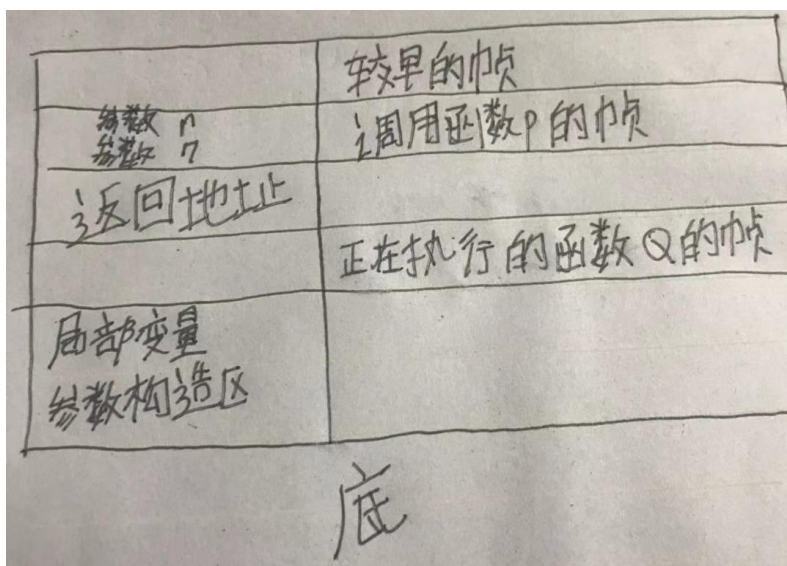 较早的帧
参数 n
参数 7
调用函数P的帧
返回地址
正在执行的函数Q的帧
局部变量
参数构造区
底